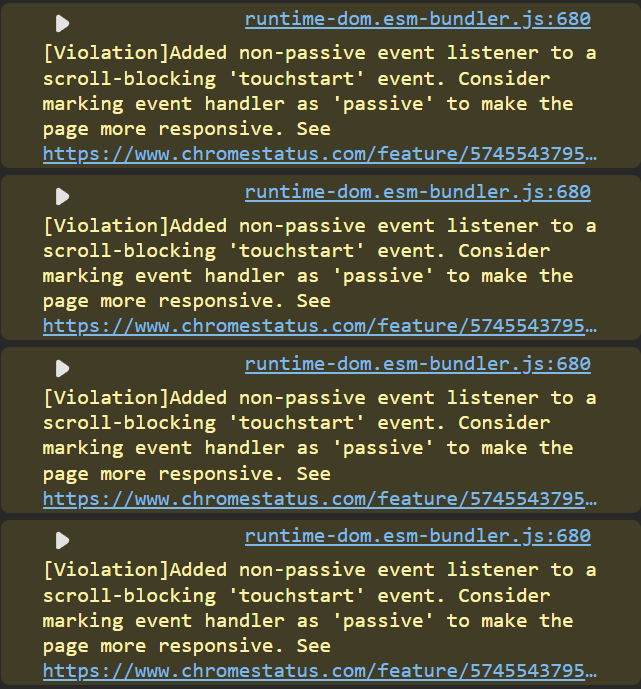 runtime-dom.esm-bundler.js:680
[Violation]Added non-passive event listener to a
scroll-blocking 'touchstart' event. Consider
marking event handler as 'passive' to make the
page more responsive. See
https://www.chromestatus.com/feature/5745543795…
runtime-dom.esm-bundler.js:680
[Violation]Added non-passive event listener to a
scroll-blocking 'touchstart' event. Consider
marking event handler as 'passive' to make the
page more responsive. See
https://www.chromestatus.com/feature/5745543795…
runtime-dom.esm-bundler.js:680
[Violation]Added non-passive event listener to a
scroll-blocking 'touchstart' event. Consider
marking event handler as 'passive' to make the
page more responsive. See
https://www.chromestatus.com/feature/5745543795…
runtime-dom.esm-bundler.js:680
[Violation]Added non-passive event listener to a
scroll-blocking 'touchstart' event. Consider
marking event handler as 'passive' to make the
page more responsive. See
https://www.chromestatus.com/feature/5745543795…